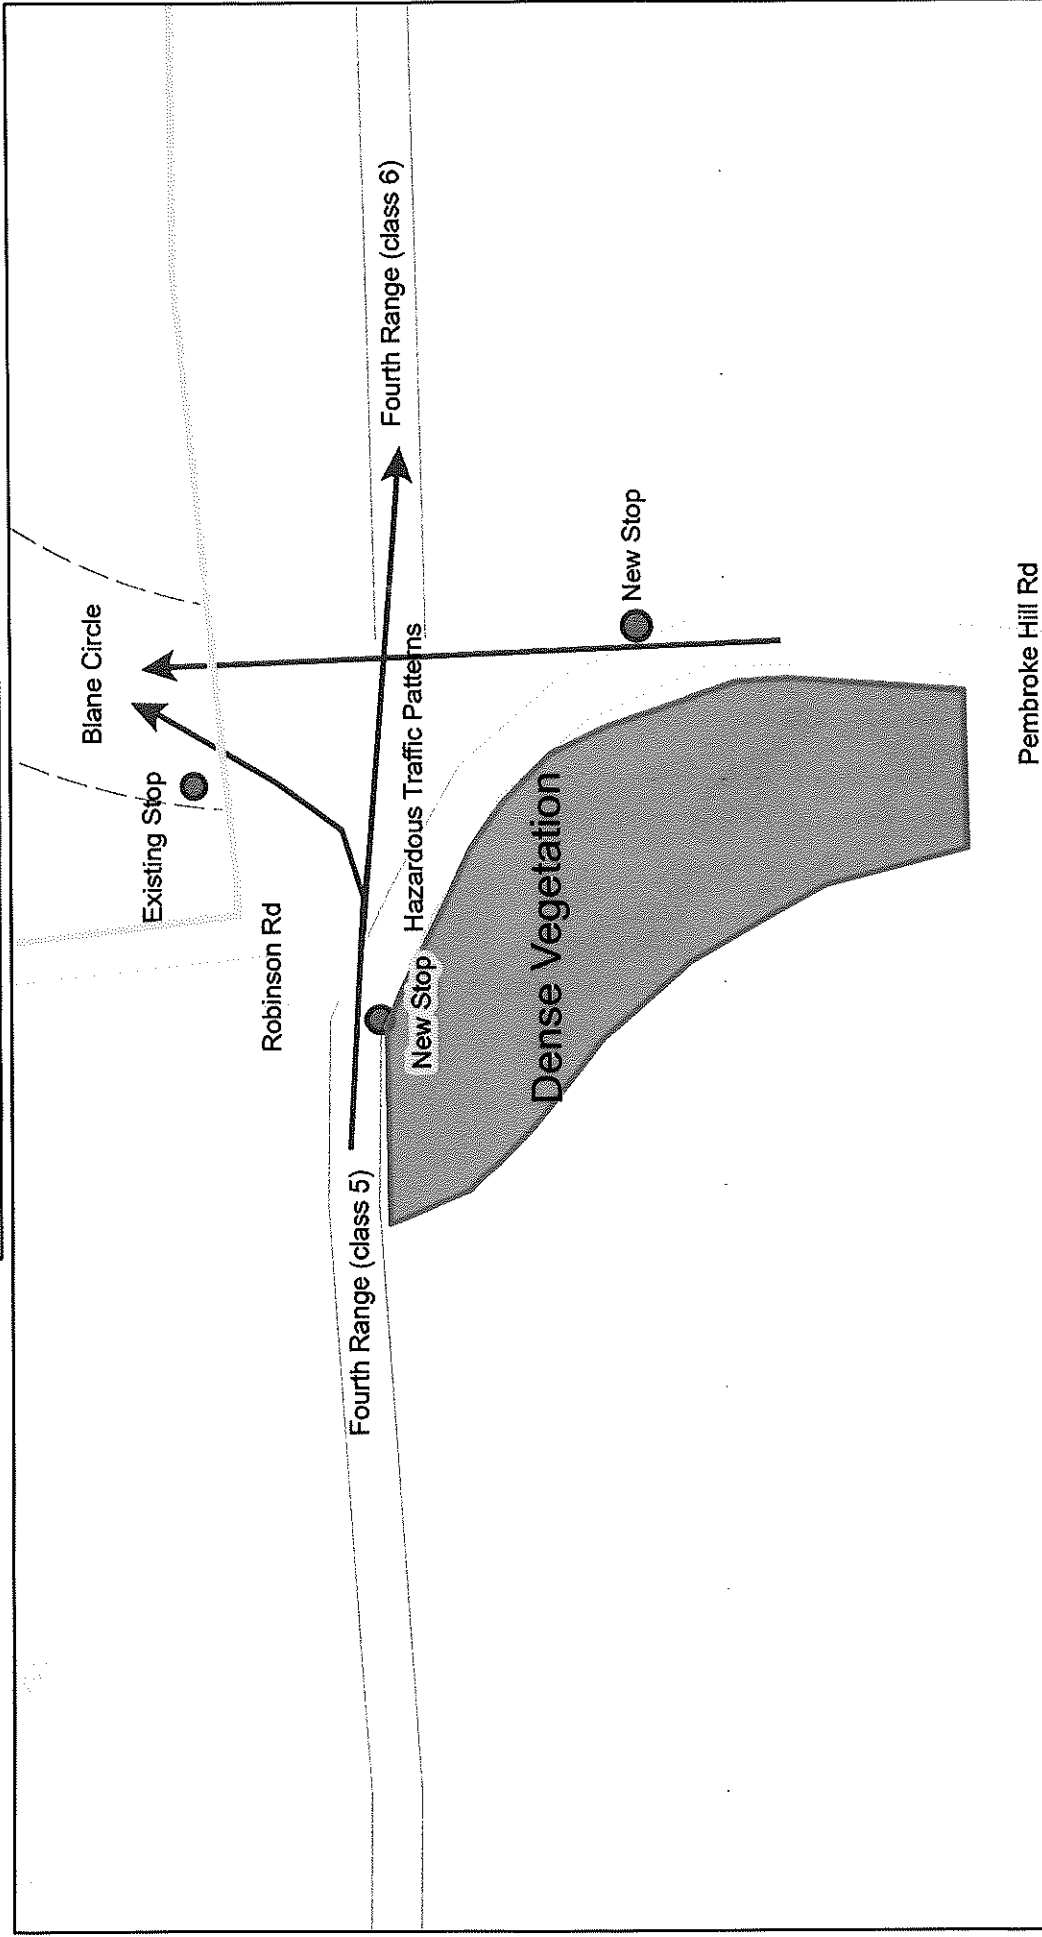 Blane Circle
Existing Stop
Robinson Rd
Fourth Range (class 5)
Fourth Range (class 6)
New Stop
Hazardous Traffic Patterns
Dense Vegetation
New Stop
Pembroke Hill Rd